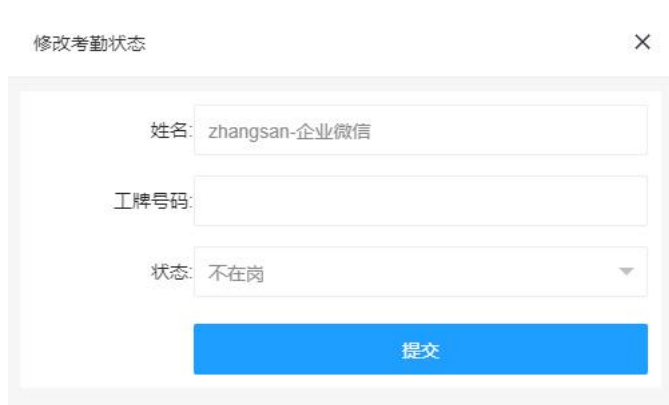 修改考勤状态
姓名: zhangsan-企业微信
工牌号码:
状态: 不在岗
提交